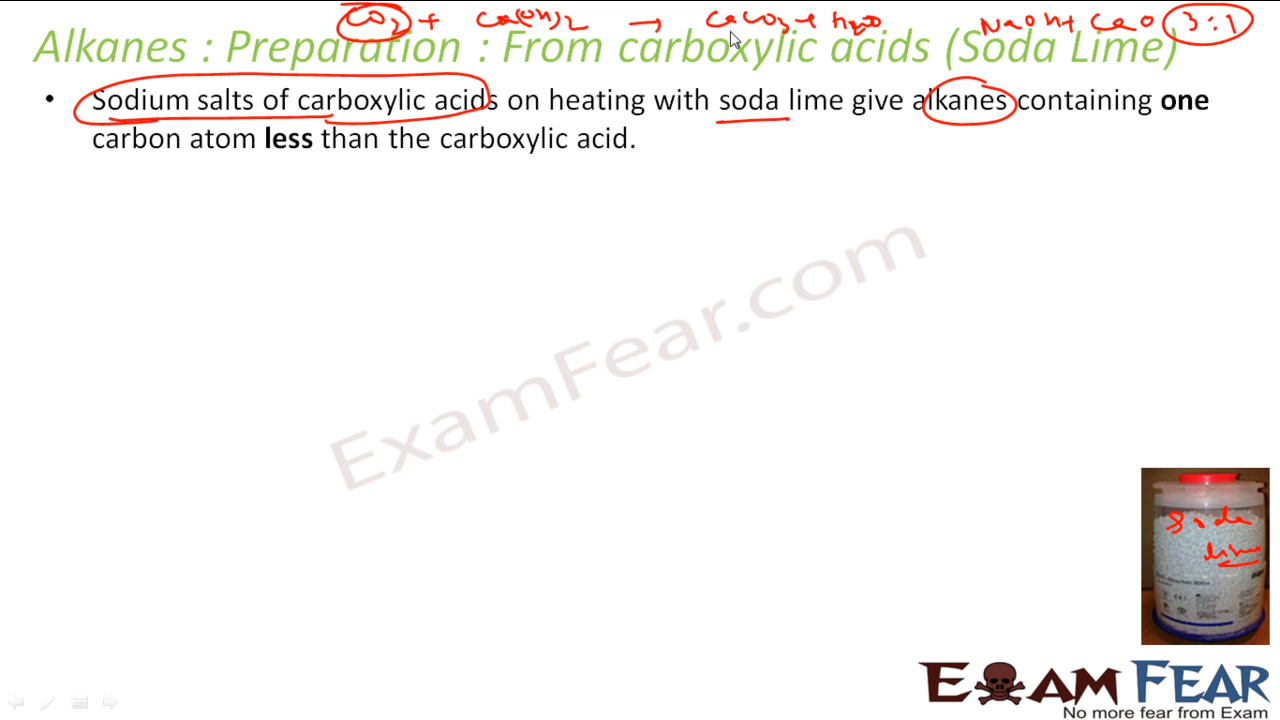 CO2 + Ca(OH)2 → CaCO3 + H2O NaOH + CaO 3:1
Alkanes : Preparation : From carboxylic acids (Soda Lime)
• Sodium salts of carboxylic acids on heating with soda lime give alkanes containing one
carbon atom less than the carboxylic acid.
ExamFear.com
Soda
lime
EXAM FEAR
No more fear from Exam